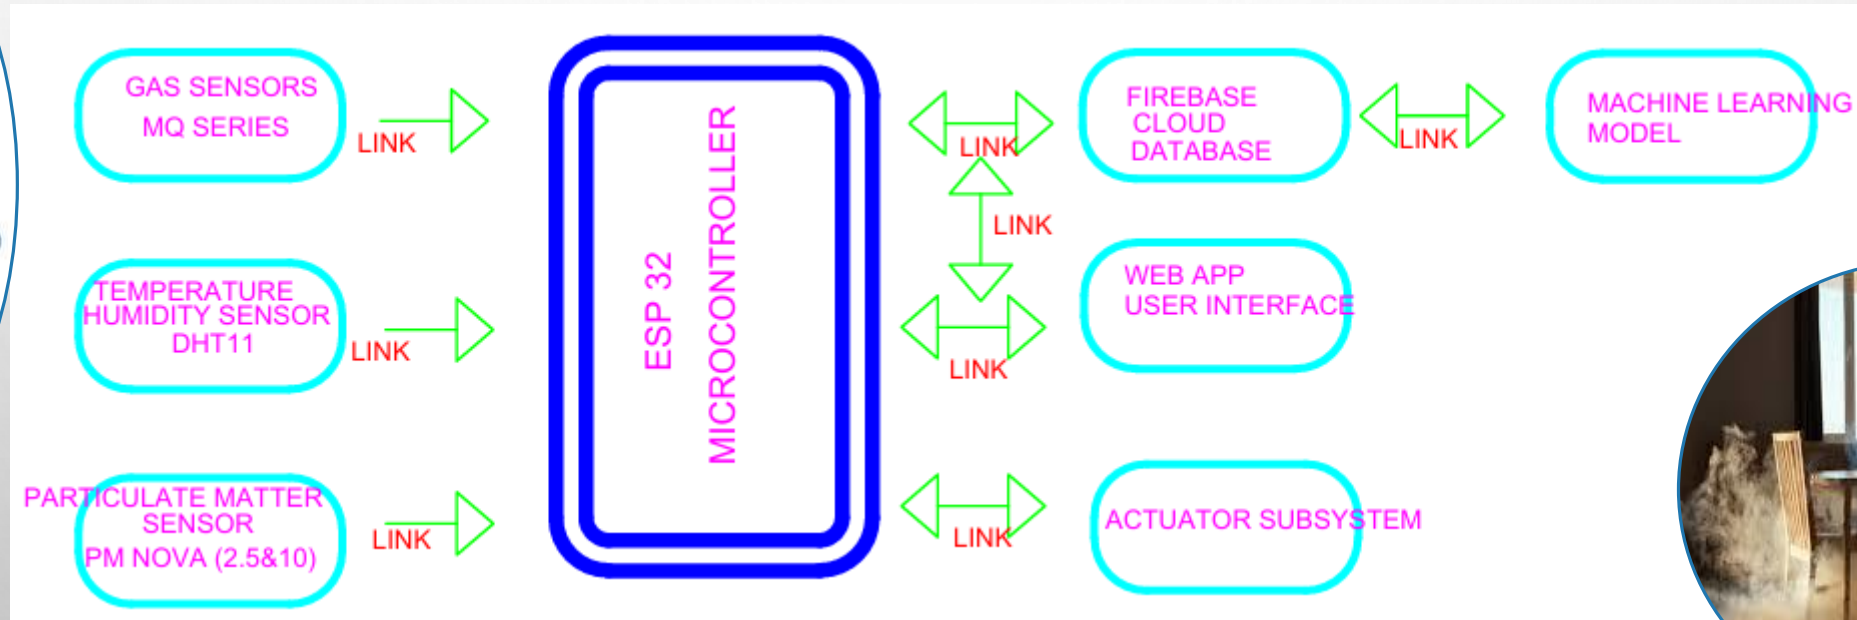 GAS SENSORS
MQ SERIES
LINK
TEMPERATURE
HUMIDITY SENSOR
DHT11
LINK
PARTICULATE MATTER
SENSOR
PM NOVA (2.5&10)
LINK
ESP 32
MICROCONTROLLER
LINK
FIREBASE
CLOUD
DATABASE
LINK
MACHINE LEARNING
MODEL
LINK
WEB APP
USER INTERFACE
LINK
ACTUATOR SUBSYSTEM
LINK